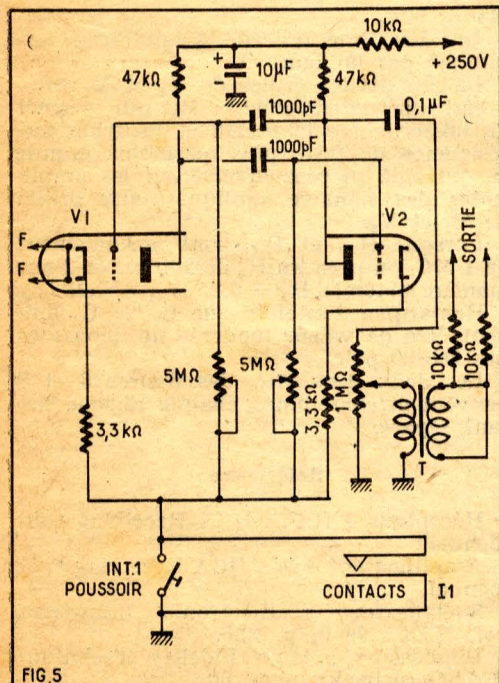 10kΩ
+ 250V
47kΩ
+
-
10µF
47kΩ
1000pF
0,1µF
1000pF
V1
V2
F
F
SORTIE
5MΩ
5MΩ
3,3kΩ
1MΩ
10kΩ
10kΩ
3,3kΩ
T
INT.1
POUSSOIR
CONTACTS
I1
FIG.5